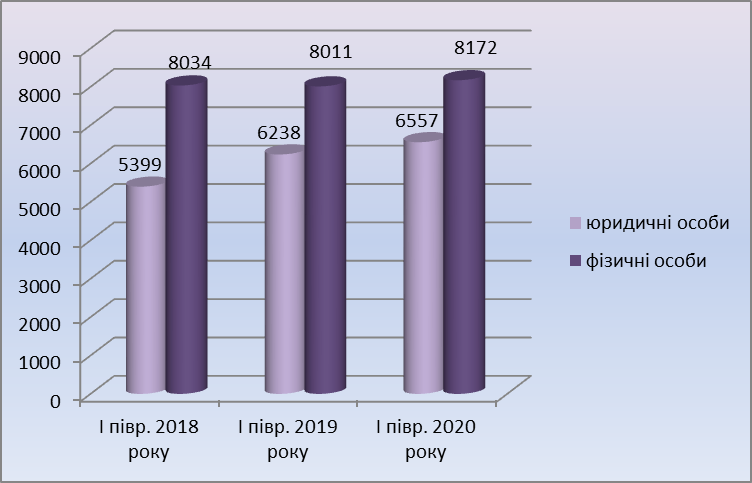 9000
8000
7000
6000
5000
4000
3000
2000
1000
0
5399
8034
6238
8011
6557
8172
І півр. 2018
року
І півр. 2019
року
І півр. 2020
року
юридичні особи
фізичні особи